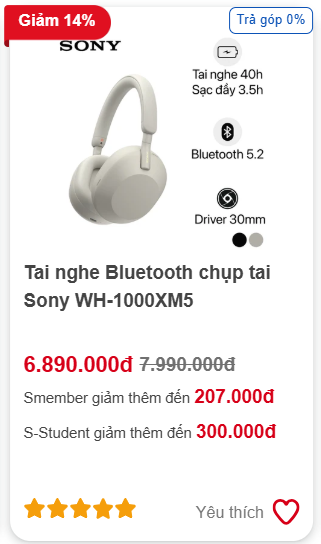 Giảm 14%
Trả góp 0%
SONY
Tai nghe 40h
Sạc đầy 3.5h
Bluetooth 5.2
Driver 30mm
Tai nghe Bluetooth chụp tai
Sony WH-1000XM5
6.890.000đ 7.990.000đ
Smember giảm thêm đến 207.000đ
S-Student giảm thêm đến 300.000đ
Yêu thích